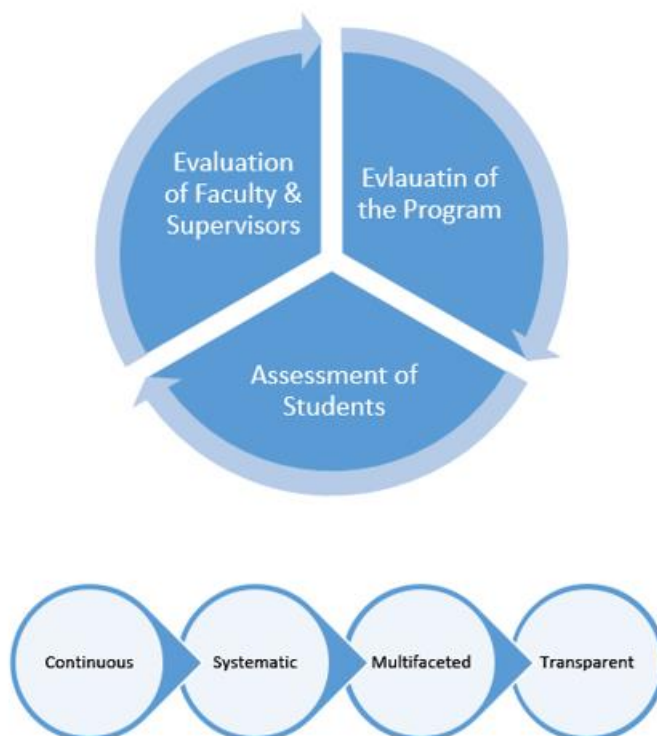 Evaluation
of Faculty &
Supervisors
Evlauatin of
the Program
Assessment of
Students
Continuous
Systematic
Multifaceted
Transparent